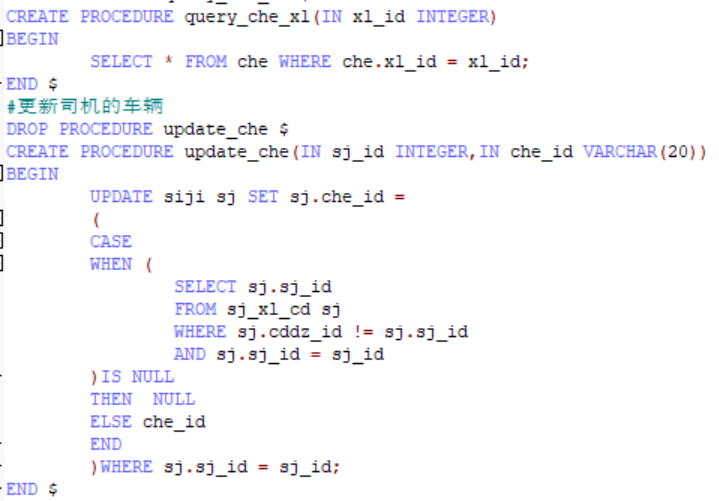 CREATE PROCEDURE query_che_xl(IN xl_id INTEGER)
BEGIN
SELECT * FROM che WHERE che.xl_id = xl_id;
END $
#更新司机的车辆
DROP PROCEDURE update_che $
CREATE PROCEDURE update_che(IN sj_id INTEGER,IN che_id VARCHAR(20))
BEGIN
UPDATE siji sj SET sj.che_id =
(
CASE
WHEN (
SELECT sj.sj_id
FROM sj_xl_cd sj
WHERE sj.cddz_id != sj.sj_id
AND sj.sj_id = sj_id
)IS NULL
THEN  NULL
ELSE che_id
END
)WHERE sj.sj_id = sj_id;
END $